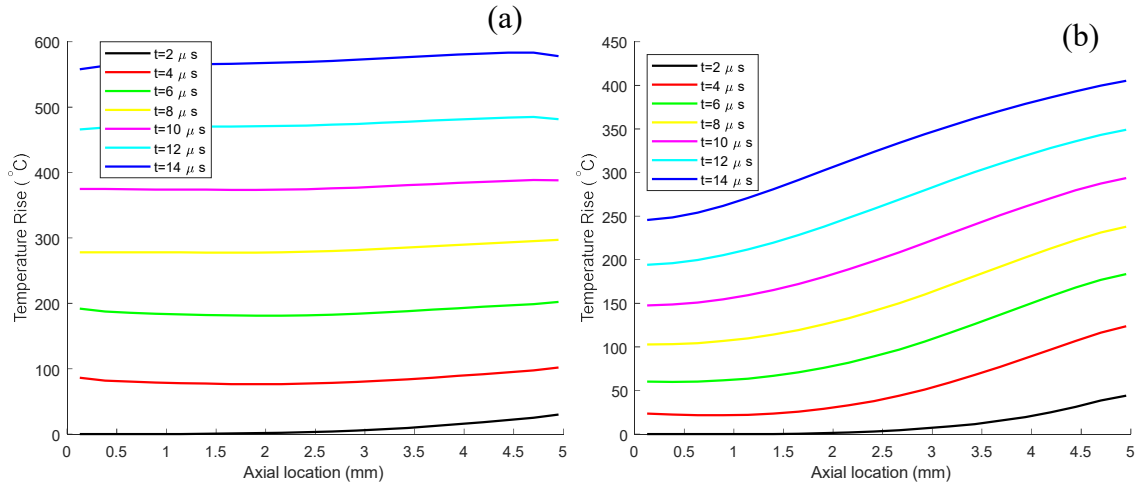 (a)
600
500
400
300
200
100
0
Temperature Rise ( °C)
t=2 μ s
t=4 μ s
t=6 μ s
t=8 μ s
t=10 μ s
t=12 μ s
t=14 μ s
0 0.5 1 1.5 2 2.5 3 3.5 4 4.5 5
Axial location (mm)
(b)
450
400
350
300
250
200
150
100
50
0
Temperature Rise ( °C)
t=2 μ s
t=4 μ s
t=6 μ s
t=8 μ s
t=10 μ s
t=12 μ s
t=14 μ s
0 0.5 1 1.5 2 2.5 3 3.5 4 4.5 5
Axial location (mm)